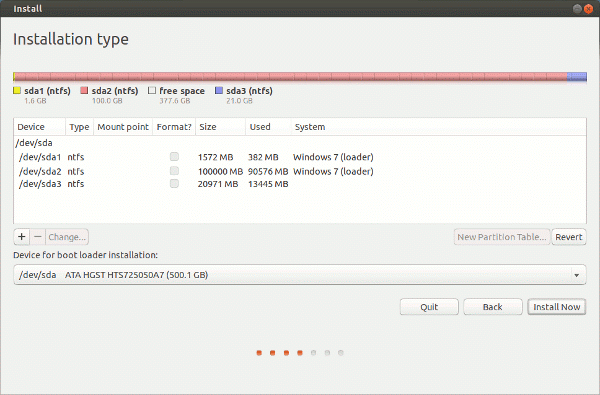 Install
Installation type
sda1 (ntfs) sda2 (ntfs) free space sda3 (ntfs)
1.6 GB 100.0 GB 377.6 GB 21.0 GB
Device Type Mount point Format? Size Used System
/dev/sda
/dev/sda1 ntfs 1572 MB 382 MB Windows 7 (loader)
/dev/sda2 ntfs 100000 MB 90576 MB Windows 7 (loader)
/dev/sda3 ntfs 20971 MB 13445 MB
+ − Change... New Partition Table... Revert
Device for boot loader installation:
/dev/sda ATA HGST HTS725050A7 (500.1 GB)
Quit Back Install Now